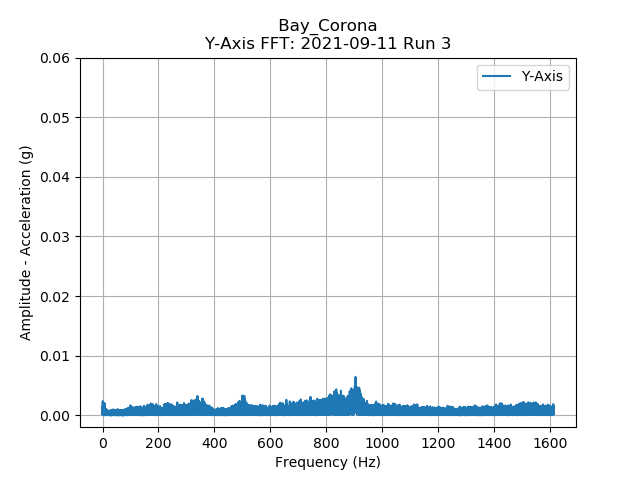 Bay_Corona
Y-Axis FFT: 2021-09-11 Run 3
Y-Axis
0.06
0.05
0.04
0.03
0.02
0.01
0.00
Amplitude - Acceleration (g)
0 200 400 600 800 1000 1200 1400 1600
Frequency (Hz)